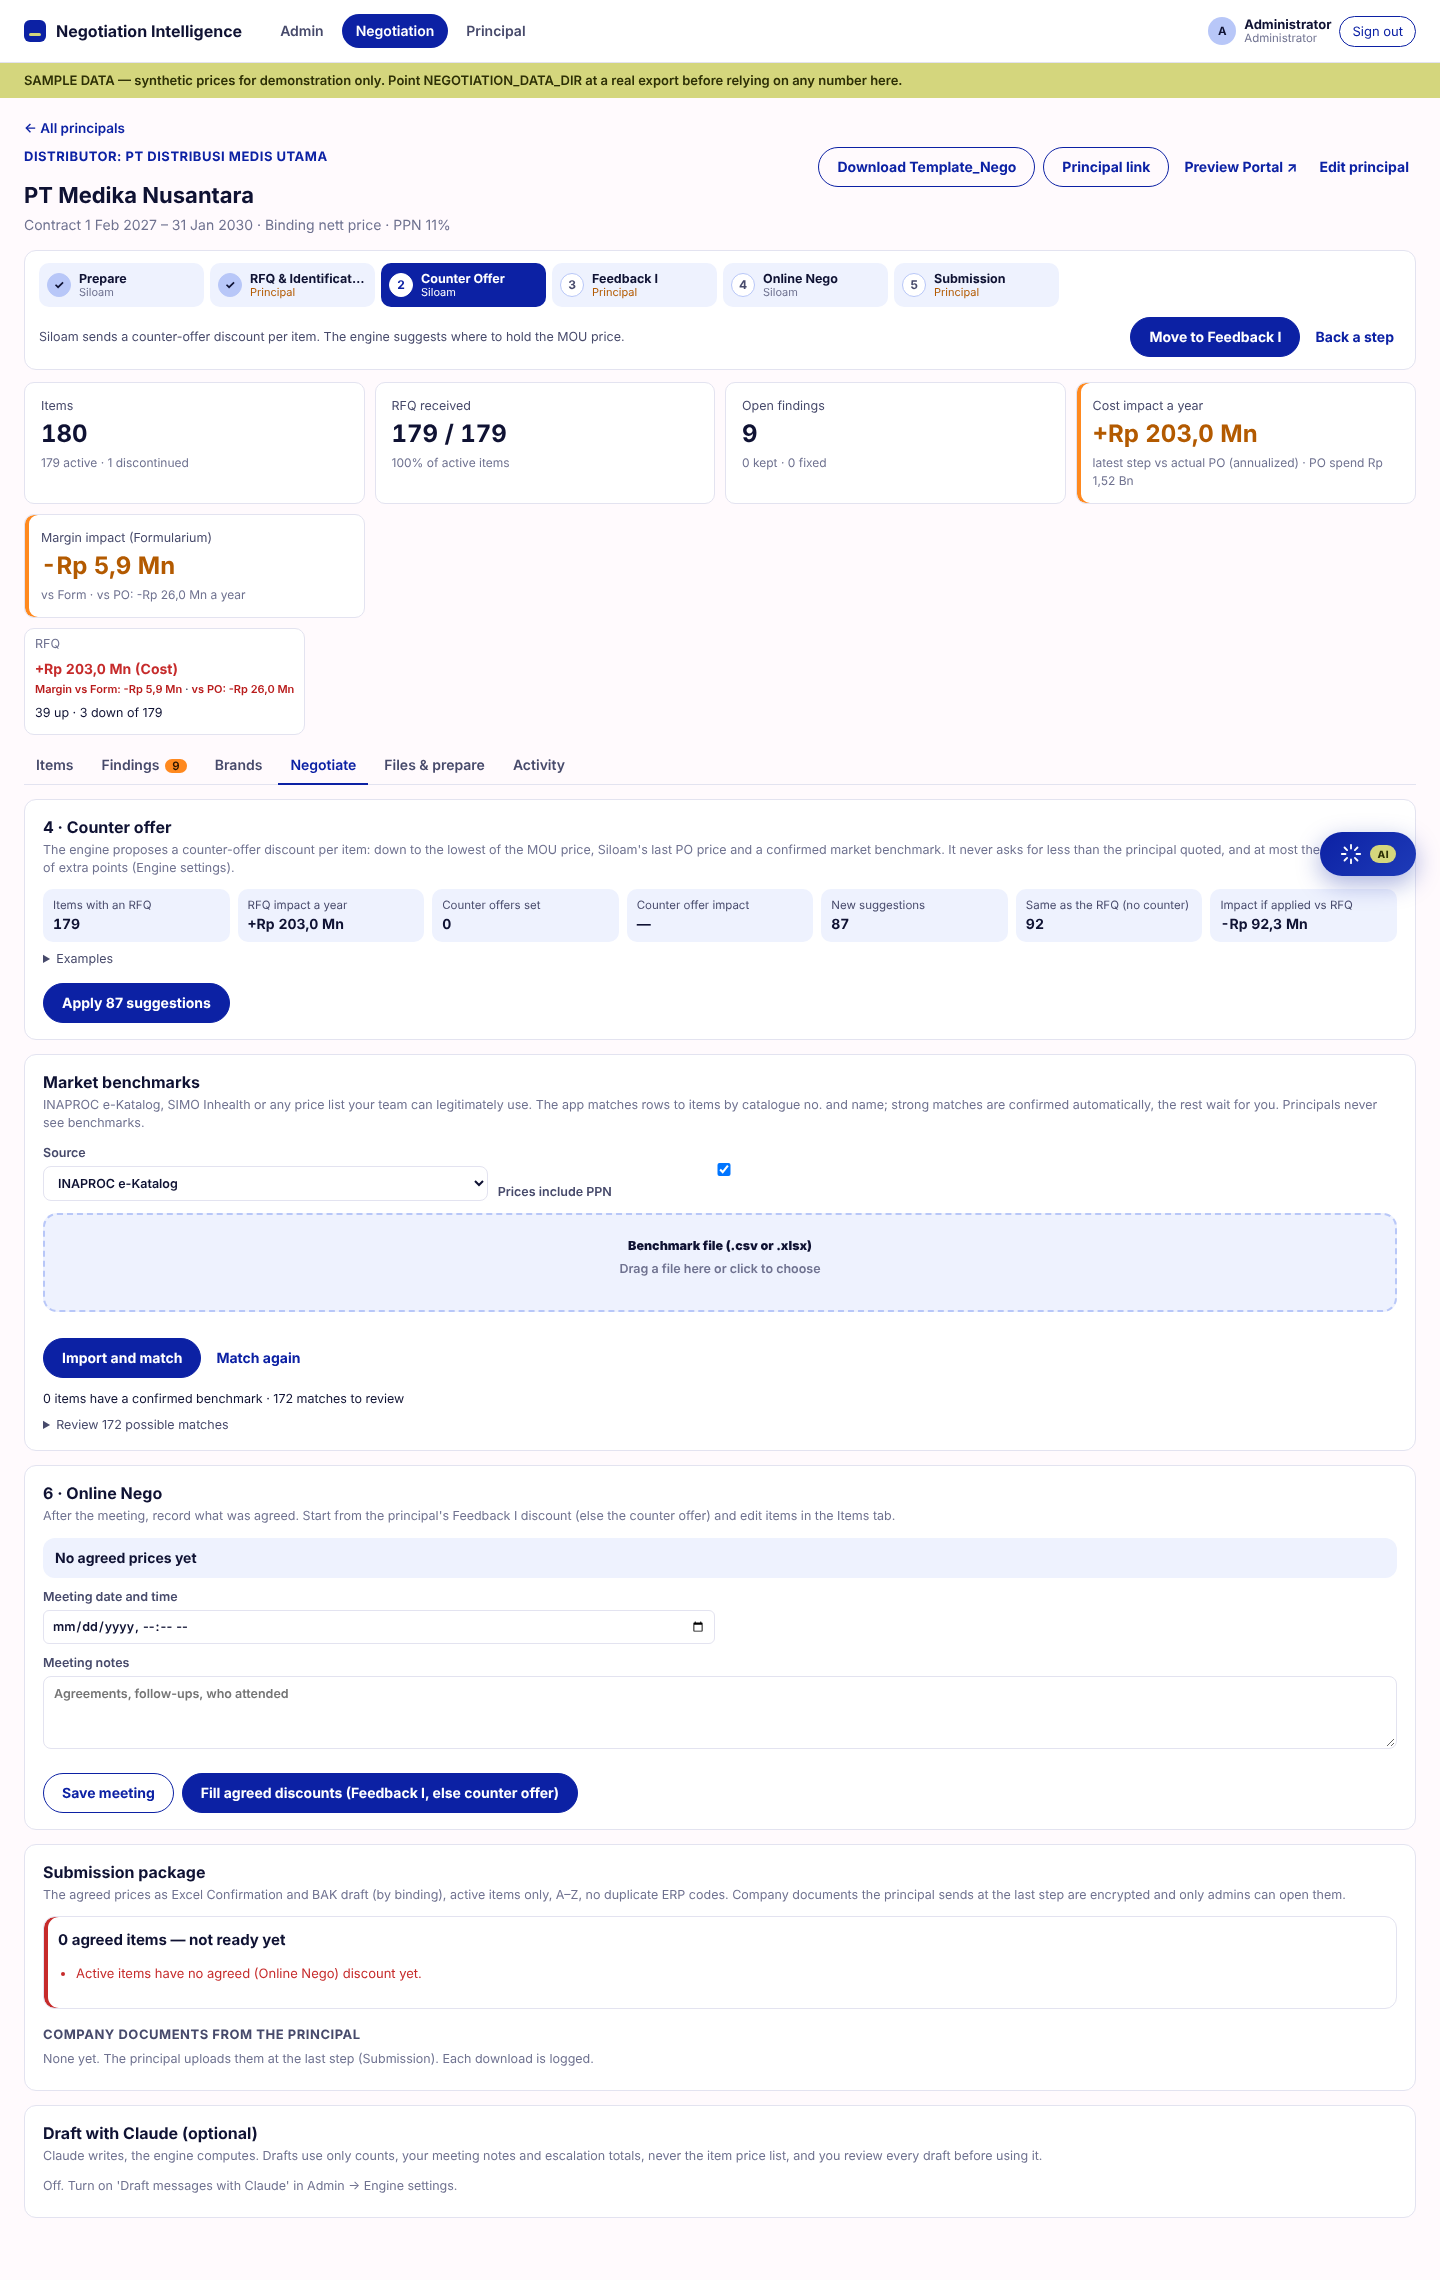 Negotiation Intelligence
Admin
Negotiation
Principal
A
Administrator
Administrator
Sign out
SAMPLE DATA — synthetic prices for demonstration only. Point NEGOTIATION_DATA_DIR at a real export before relying on any number here.
← All principals
DISTRIBUTOR: PT DISTRIBUSI MEDIS UTAMA
PT Medika Nusantara
Contract 1 Feb 2027 – 31 Jan 2030 · Binding nett price · PPN 11%
Download Template_Nego
Principal link
Preview Portal ↗
Edit principal
✓ Prepare
Siloam
✓ RFQ & Identificat...
Principal
2 Counter Offer
Siloam
3 Feedback I
Principal
4 Online Nego
Siloam
5 Submission
Principal
Siloam sends a counter-offer discount per item. The engine suggests where to hold the MOU price.
Move to Feedback I
Back a step
Items
180
179 active · 1 discontinued
RFQ received
179 / 179
100% of active items
Open findings
9
0 kept · 0 fixed
Cost impact a year
+Rp 203,0 Mn
latest step vs actual PO (annualized) · PO spend Rp
1,52 Bn
Margin impact (Formularium)
-Rp 5,9 Mn
vs Form · vs PO: -Rp 26,0 Mn a year
RFQ
+Rp 203,0 Mn (Cost)
Margin vs Form: -Rp 5,9 Mn · vs PO: -Rp 26,0 Mn
39 up · 3 down of 179
Items
Findings 9
Brands
Negotiate
Files & prepare
Activity
4 · Counter offer
The engine proposes a counter-offer discount per item: down to the lowest of the MOU price, Siloam's last PO price and a confirmed market benchmark. It never asks for less than the principal quoted, and at most the
of extra points (Engine settings).
AI
Items with an RFQ
179
RFQ impact a year
+Rp 203,0 Mn
Counter offers set
0
Counter offer impact
—
New suggestions
87
Same as the RFQ (no counter)
92
Impact if applied vs RFQ
-Rp 92,3 Mn
▶ Examples
Apply 87 suggestions
Market benchmarks
INAPROC e-Katalog, SIMO Inhealth or any price list your team can legitimately use. The app matches rows to items by catalogue no. and name; strong matches are confirmed automatically, the rest wait for you. Principals never
see benchmarks.
Source
INAPROC e-Katalog
Prices include PPN
Benchmark file (.csv or .xlsx)
Drag a file here or click to choose
Import and match
Match again
0 items have a confirmed benchmark · 172 matches to review
▶ Review 172 possible matches
6 · Online Nego
After the meeting, record what was agreed. Start from the principal's Feedback I discount (else the counter offer) and edit items in the Items tab.
No agreed prices yet
Meeting date and time
mm/dd/yyyy, --:-- --
Meeting notes
Agreements, follow-ups, who attended
Save meeting
Fill agreed discounts (Feedback I, else counter offer)
Submission package
The agreed prices as Excel Confirmation and BAK draft (by binding), active items only, A–Z, no duplicate ERP codes. Company documents the principal sends at the last step are encrypted and only admins can open them.
0 agreed items — not ready yet
• Active items have no agreed (Online Nego) discount yet.
COMPANY DOCUMENTS FROM THE PRINCIPAL
None yet. The principal uploads them at the last step (Submission). Each download is logged.
Draft with Claude (optional)
Claude writes, the engine computes. Drafts use only counts, your meeting notes and escalation totals, never the item price list, and you review every draft before using it.
Off. Turn on 'Draft messages with Claude' in Admin → Engine settings.